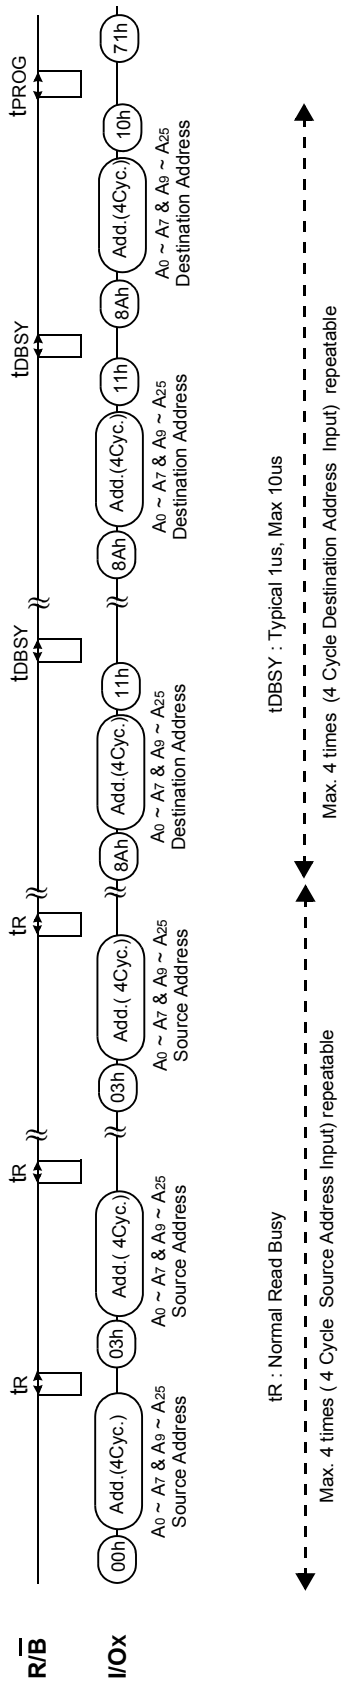 R/B
tR
tR
tR
tDBSY
tDBSY
tPROG
I/Ox
00h
Add.(4Cyc.)
03h
Add.( 4Cyc.)
03h
Add.( 4Cyc.)
8Ah
Add.(4Cyc.)
11h
8Ah
Add.(4Cyc.)
11h
8Ah
Add.(4Cyc.)
10h
71h
A0 ~ A7 & A9 ~ A25
Source Address
A0 ~ A7 & A9 ~ A25
Source Address
A0 ~ A7 & A9 ~ A25
Source Address
A0 ~ A7 & A9 ~ A25
Destination Address
A0 ~ A7 & A9 ~ A25
Destination Address
A0 ~ A7 & A9 ~ A25
Destination Address
tR : Normal Read Busy
tDBSY : Typical 1us, Max 10us
Max. 4 times ( 4 Cycle Source Address Input) repeatable
Max. 4 times (4 Cycle Destination Address Input) repeatable